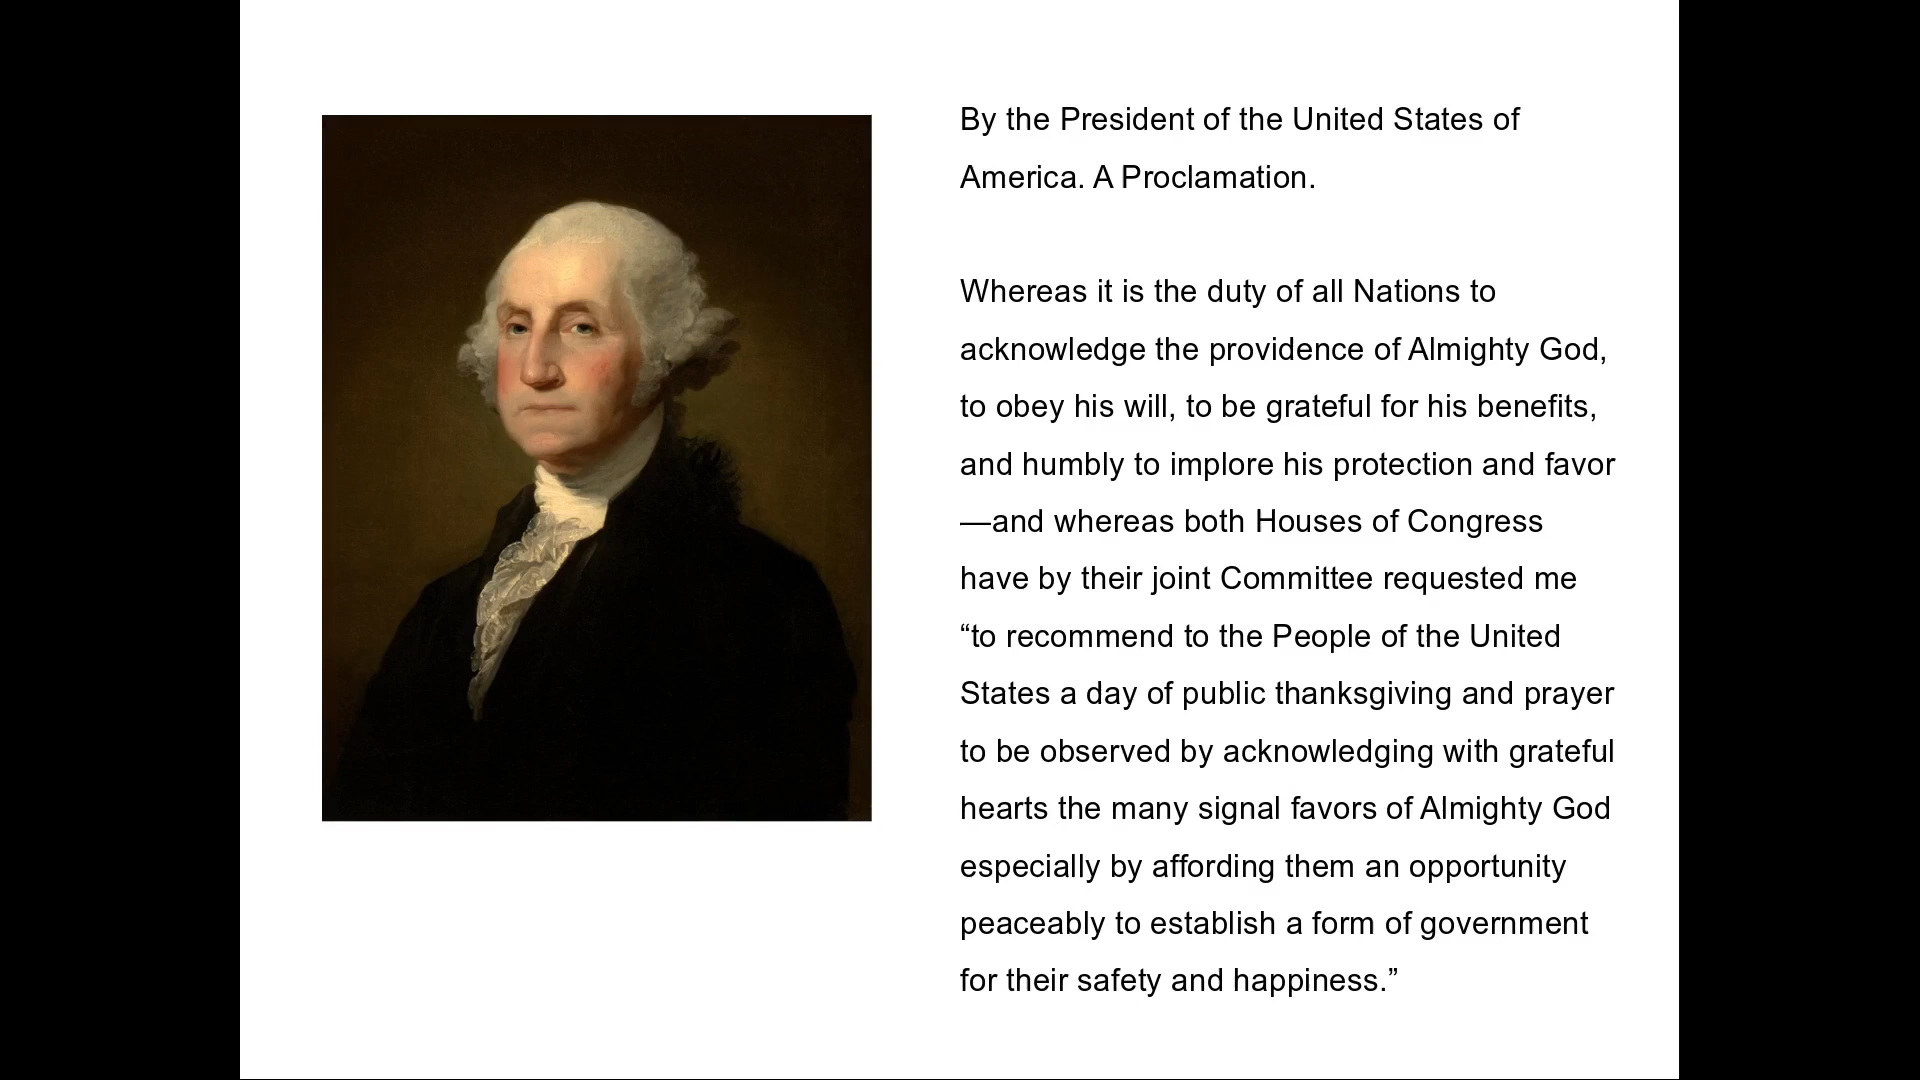 By the President of the United States of
America. A Proclamation.
Whereas it is the duty of all Nations to
acknowledge the providence of Almighty God,
to obey his will, to be grateful for his benefits,
and humbly to implore his protection and favor
—and whereas both Houses of Congress
have by their joint Committee requested me
“to recommend to the People of the United
States a day of public thanksgiving and prayer
to be observed by acknowledging with grateful
hearts the many signal favors of Almighty God
especially by affording them an opportunity
peaceably to establish a form of government
for their safety and happiness.”